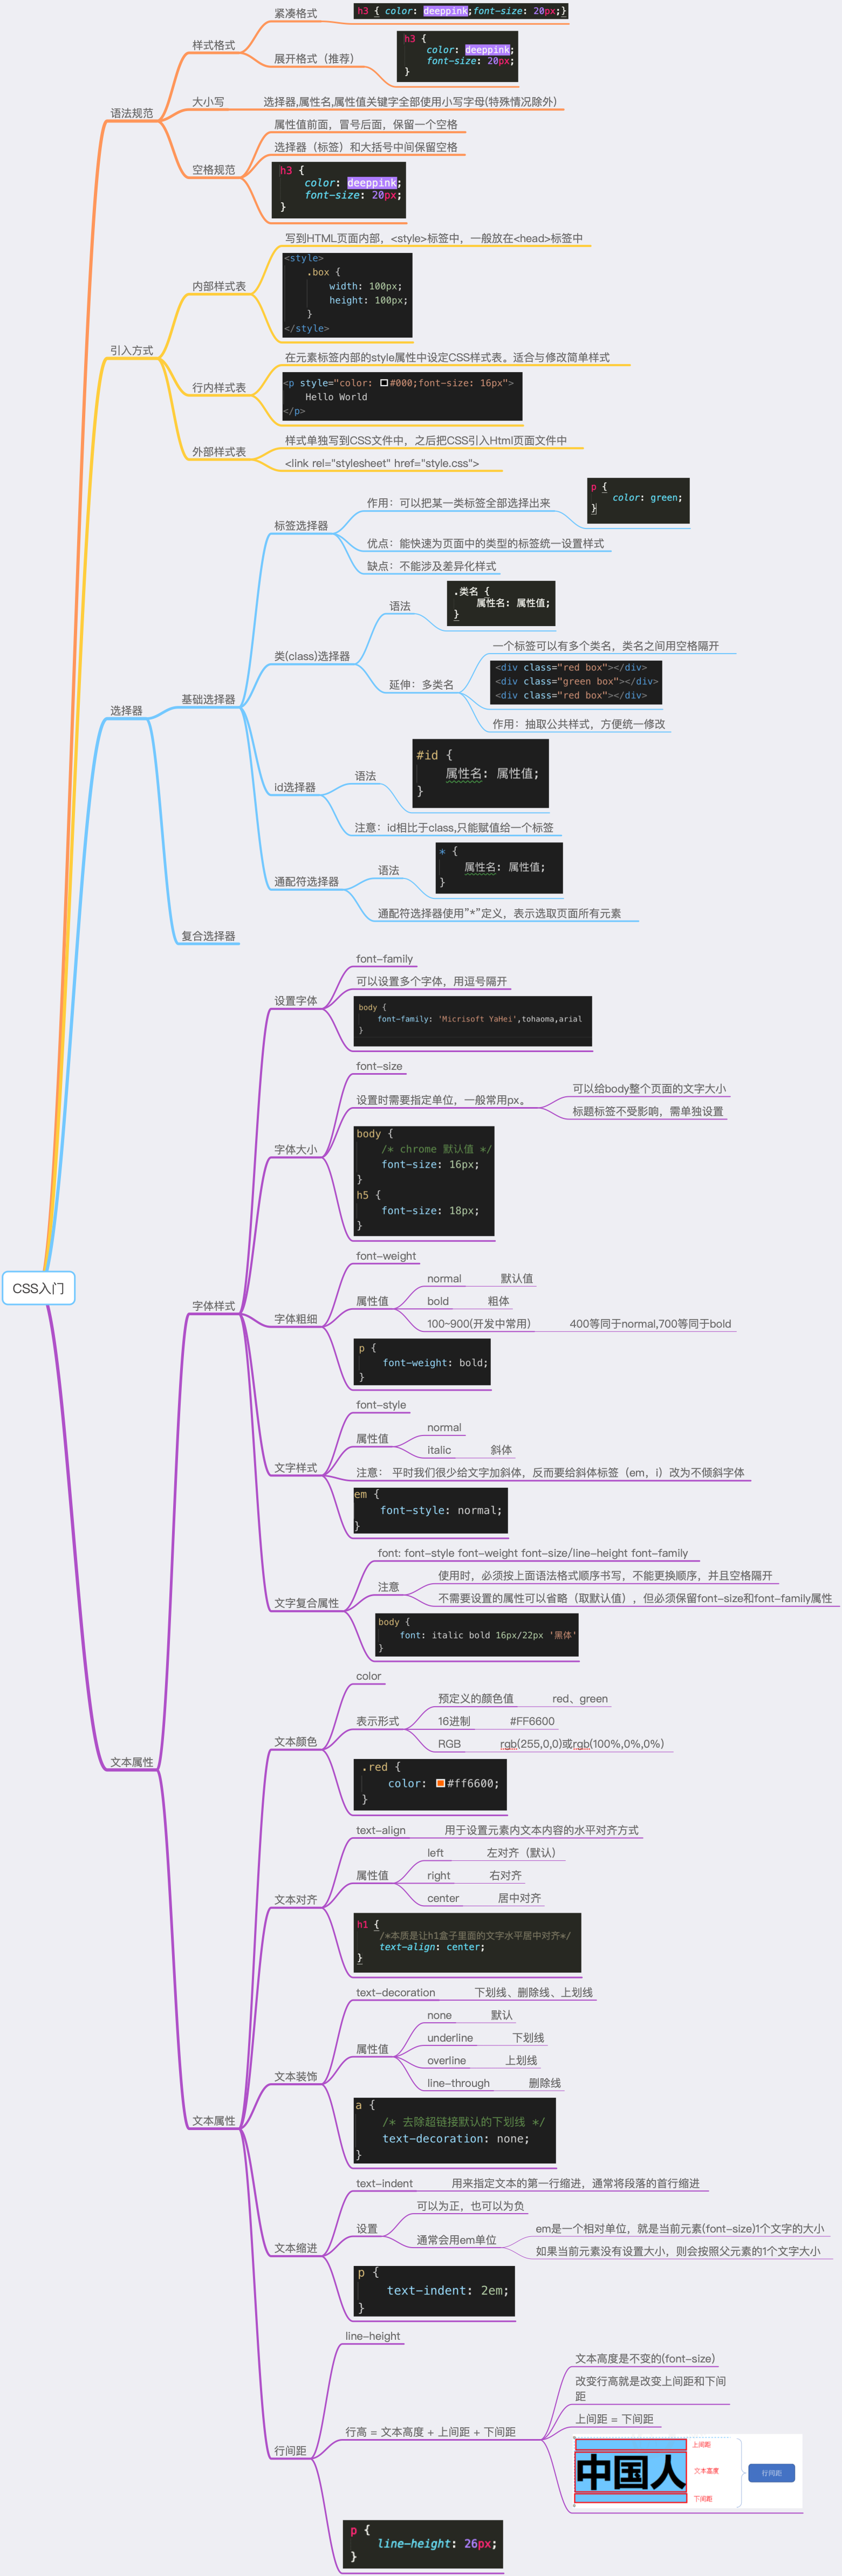 CSS入门
语法规范
样式格式
紧凑格式
h3 { color: deeppink;font-size: 20px;}
展开格式（推荐）
h3 {
color: deeppink;
font-size: 20px;
}
大小写
选择器,属性名,属性值关键字全部使用小写字母(特殊情况除外)
空格规范
属性值前面，冒号后面，保留一个空格
选择器（标签）和大括号中间保留空格
h3 {
color: deeppink;
font-size: 20px;
}
引入方式
内部样式表
写到HTML页面内部，<style>标签中，一般放在<head>标签中
<style>
.box {
width: 100px;
height: 100px;
}
</style>
行内样式表
在元素标签内部的style属性中设定CSS样式表。适合与修改简单样式
<p style="color: #000;font-size: 16px">
Hello World
</p>
外部样式表
样式单独写到CSS文件中，之后把CSS引入Html页面文件中
<link rel="stylesheet" href="style.css">
选择器
基础选择器
标签选择器
作用：可以把某一类标签全部选择出来
p {
color: green;
}
优点：能快速为页面中的类型的标签统一设置样式
缺点：不能涉及差异化样式
类(class)选择器
语法
.类名 {
属性名: 属性值;
}
延伸：多类名
一个标签可以有多个类名，类名之间用空格隔开
<div class="red box"></div>
<div class="green box"></div>
<div class="red box"></div>
作用：抽取公共样式，方便统一修改
id选择器
语法
#id {
属性名: 属性值;
}
注意：id相比于class,只能赋值给一个标签
通配符选择器
语法
* {
属性名: 属性值;
}
通配符选择器使用”*”定义，表示选取页面所有元素
复合选择器
文本属性
字体样式
设置字体
font-family
可以设置多个字体，用逗号隔开
body {
font-family: 'Micrisoft YaHei',tohaoma,arial
}
字体大小
font-size
设置时需要指定单位，一般常用px。
可以给body整个页面的文字大小
标题标签不受影响，需单独设置
body {
/* chrome 默认值 */
font-size: 16px;
}
h5 {
font-size: 18px;
}
字体粗细
font-weight
属性值
normal 默认值
bold 粗体
100~900(开发中常用) 400等同于normal,700等同于bold
p {
font-weight: bold;
}
文字样式
font-style
属性值
normal
italic 斜体
注意： 平时我们很少给文字加斜体，反而要给斜体标签（em，i）改为不倾斜字体
em {
font-style: normal;
}
文字复合属性
font: font-style font-weight font-size/line-height font-family
注意
使用时，必须按上面语法格式顺序书写，不能更换顺序，并且空格隔开
不需要设置的属性可以省略（取默认值），但必须保留font-size和font-family属性
body {
font: italic bold 16px/22px '黑体'
}
文本属性
文本颜色
color
表示形式
预定义的颜色值 red、green
16进制 #FF6600
RGB rgb(255,0,0)或rgb(100%,0%,0%)
.red {
color: #ff6600;
}
文本对齐
text-align 用于设置元素内文本内容的水平对齐方式
属性值
left 左对齐（默认）
right 右对齐
center 居中对齐
h1 {
/*本质是让h1盒子里面的文字水平居中对齐*/
text-align: center;
}
文本装饰
text-decoration 下划线、删除线、上划线
属性值
none 默认
underline 下划线
overline 上划线
line-through 删除线
a {
/* 去除超链接默认的下划线 */
text-decoration: none;
}
文本缩进
text-indent 用来指定文本的第一行缩进，通常将段落的首行缩进
设置
可以为正，也可以为负
通常会用em单位
em是一个相对单位，就是当前元素(font-size)1个文字的大小
如果当前元素没有设置大小，则会按照父元素的1个文字大小
p {
text-indent: 2em;
}
行间距
line-height
行高 = 文本高度 + 上间距 + 下间距
文本高度是不变的(font-size)
改变行高就是改变上间距和下间
距
上间距 = 下间距
上间距
中国人
文本高度
下间距
行间距
p {
line-height: 26px;
}